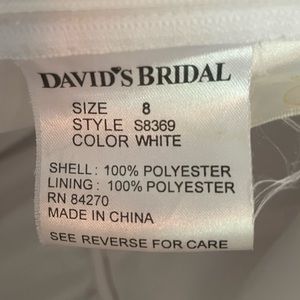 DAVID'S BRIDAL
SIZE 8
STYLE S8369
COLOR WHITE
SHELL: 100% POLYESTER
LINING: 100% POLYESTER
RN 84270
MADE IN CHINA
SEE REVERSE FOR CARE